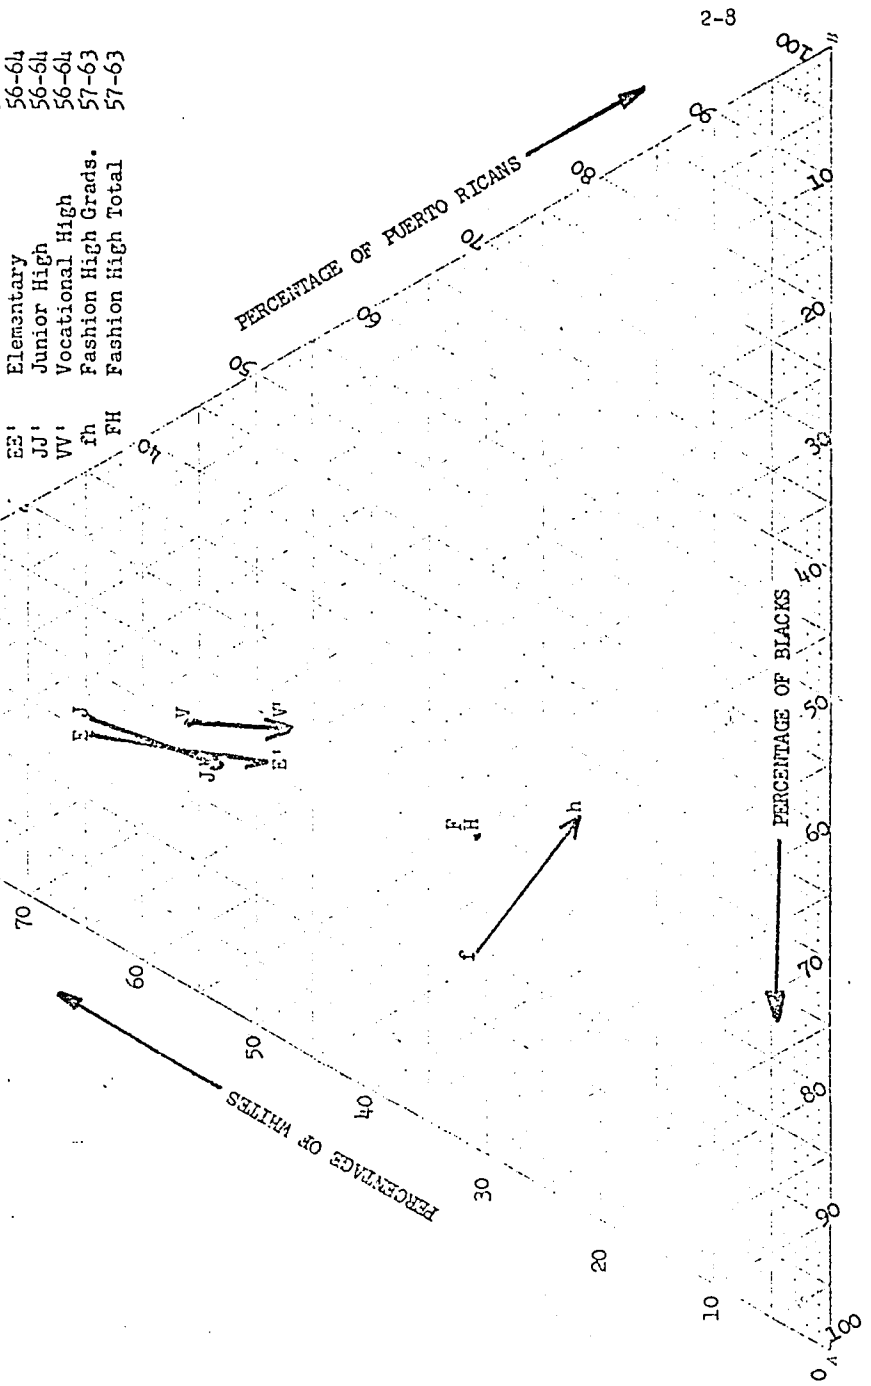 2-8
EE' Elementary 56-64
JJ' Junior High 56-64
VV' Vocational High 56-64
fh Fashion High Grads. 57-63
FH Fashion High Total 57-63
PERCENTAGE OF PUERTO RICANS
40
50
60
70
80
90
100
PERCENTAGE OF WHITES
70
60
50
40
30
20
10
0
PERCENTAGE OF BLACKS
10
20
30
40
50
60
70
80
90
100
E
J
V
J'
E'
V'
F
H
f
h
A